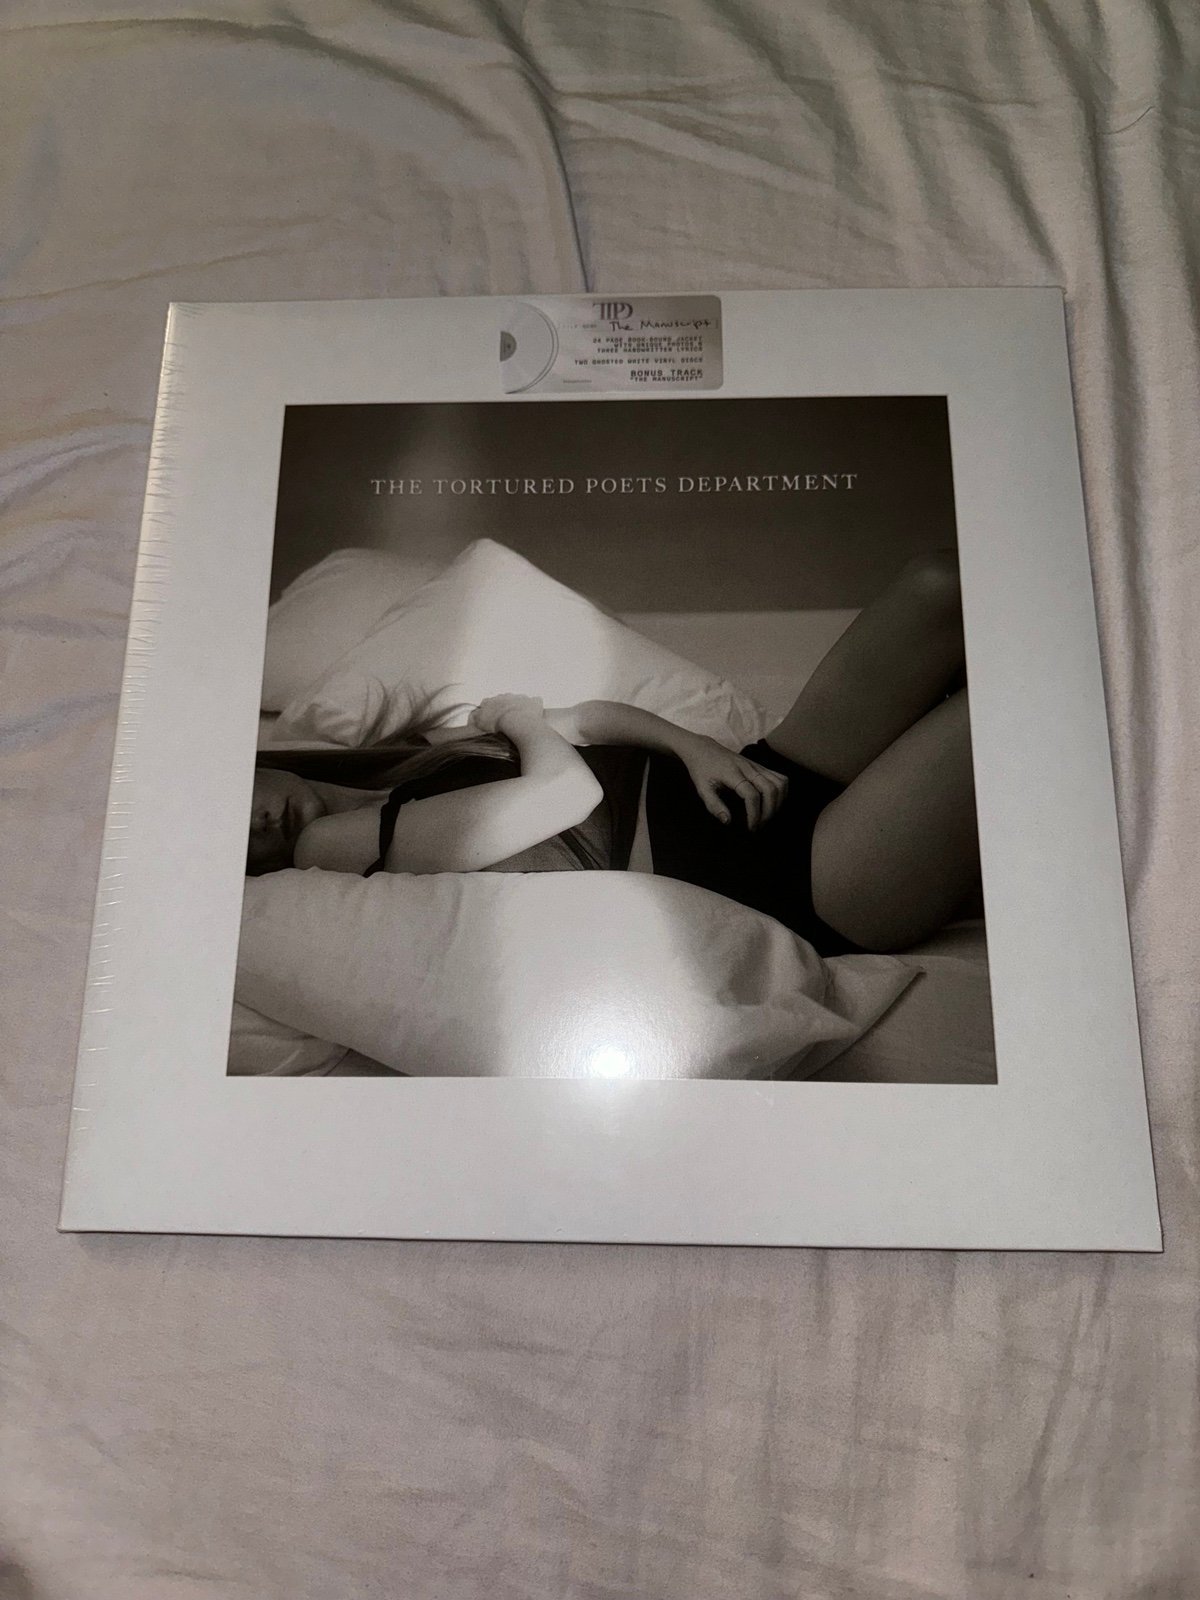 TTPD
The Manuscript
24 PAGE BOOK-BOUND JACKET
WITH UNIQUE PHOTOS &
THREE HANDWRITTEN LYRICS
TWO GHOSTED WHITE VINYL DISCS
BONUS TRACK
"THE MANUSCRIPT"
THE TORTURED POETS DEPARTMENT